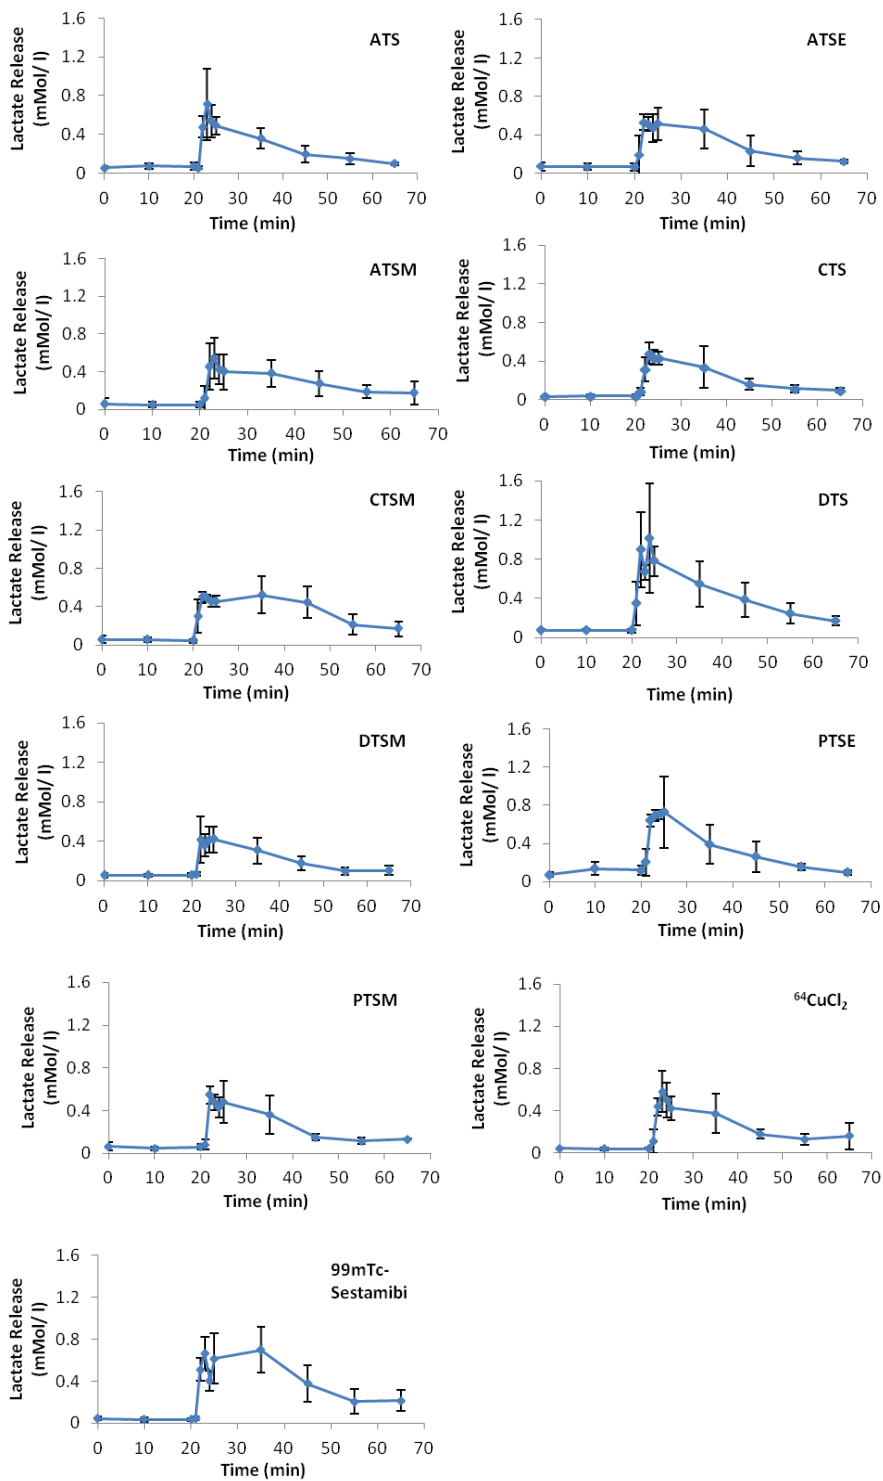 Lactate Release
(mMol/ l)
1.6
1.2
0.8
0.4
0
ATS
0 10 20 30 40 50 60 70
Time (min)
Lactate Release
(mMol/ l)
1.6
1.2
0.8
0.4
0
ATSE
0 10 20 30 40 50 60 70
Time (min)
Lactate Release
(mMol/ l)
1.6
1.2
0.8
0.4
0
ATSM
0 10 20 30 40 50 60 70
Time (min)
Lactate Release
(mMol/ l)
1.6
1.2
0.8
0.4
0
CTS
0 10 20 30 40 50 60 70
Time (min)
Lactate Release
(mMol/ l)
1.6
1.2
0.8
0.4
0
CTSM
0 10 20 30 40 50 60 70
Time (min)
Lactate Release
(mMol/ l)
1.6
1.2
0.8
0.4
0
DTS
0 10 20 30 40 50 60 70
Time (min)
Lactate Release
(mMol/ l)
1.6
1.2
0.8
0.4
0
DTSM
0 10 20 30 40 50 60 70
Time (min)
Lactate Release
(mMol/ l)
1.6
1.2
0.8
0.4
0
PTSE
0 10 20 30 40 50 60 70
Time (min)
Lactate Release
(mMol/ l)
1.6
1.2
0.8
0.4
0
PTSM
0 10 20 30 40 50 60 70
Time (min)
Lactate Release
(mMol/ l)
1.6
1.2
0.8
0.4
0
⁶⁴CuCl₂
0 10 20 30 40 50 60 70
Time (min)
Lactate Release
(mMol/ l)
1.6
1.2
0.8
0.4
0
99mTc-
Sestamibi
0 10 20 30 40 50 60 70
Time (min)